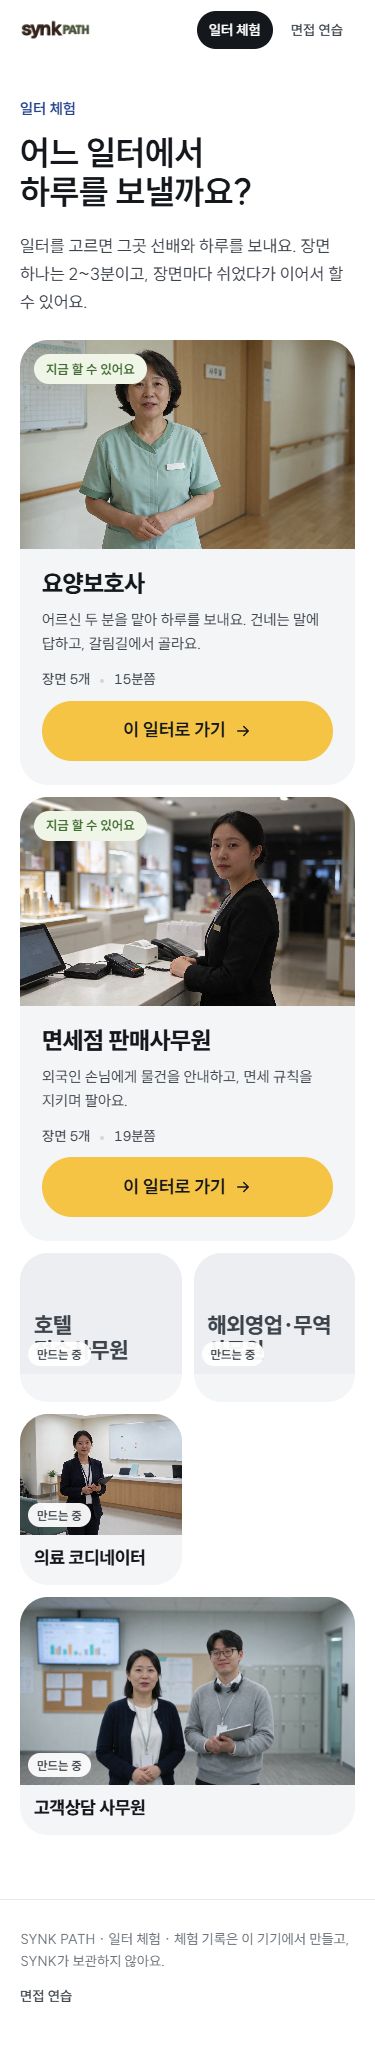 synkPATH
일터 체험
면접 연습
일터 체험
어느 일터에서
하루를 보낼까요?
일터를 고르면 그곳 선배와 하루를 보내요. 장면
하나는 2~3분이고, 장면마다 쉬었다가 이어서 할
수 있어요.
지금 할 수 있어요
사무실
요양보호사
어르신 두 분을 맡아 하루를 보내요. 건네는 말에
답하고, 갈림길에서 골라요.
장면 5개 • 15분쯤
이 일터로 가기 →
지금 할 수 있어요
면세점 판매사무원
외국인 손님에게 물건을 안내하고, 면세 규칙을
지키며 팔아요.
장면 5개 • 19분쯤
이 일터로 가기 →
호텔
사무원
만드는 중
해외영업·무역
만드는 중
만드는 중
의료 코디네이터
만드는 중
고객상담 사무원
SYNK PATH · 일터 체험 · 체험 기록은 이 기기에서 만들고,
SYNK가 보관하지 않아요.
면접 연습